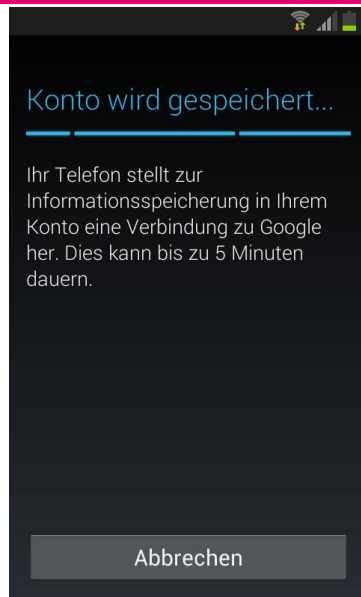 Konto wird gespeichert...
Ihr Telefon stellt zur
Informationsspeicherung in Ihrem
Konto eine Verbindung zu Google
her. Dies kann bis zu 5 Minuten
dauern.
Abbrechen